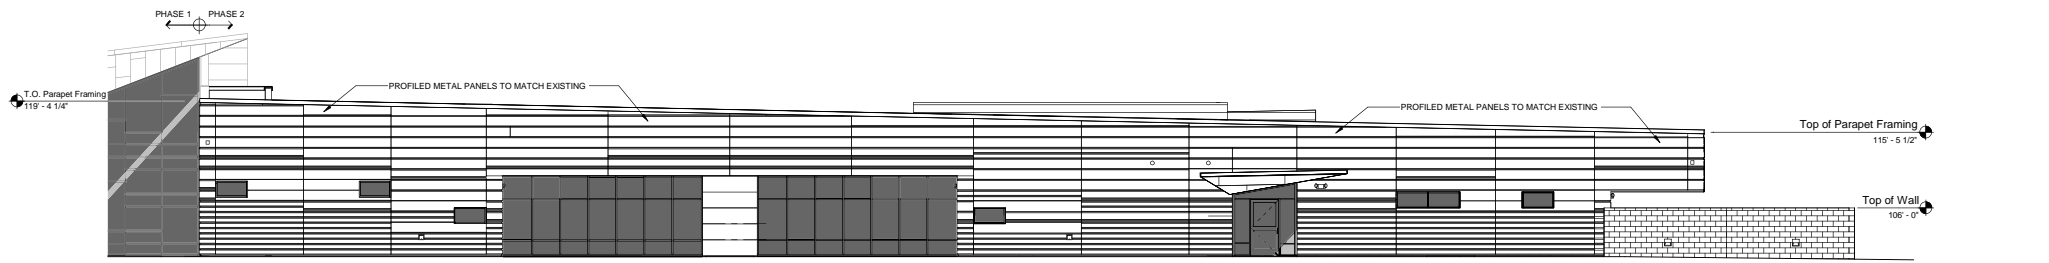 PHASE 1 PHASE 2
T.O. Parapet Framing
119' - 4 1/4"
PROFILED METAL PANELS TO MATCH EXISTING
PROFILED METAL PANELS TO MATCH EXISTING
Top of Parapet Framing
115' - 5 1/2"
Top of Wall
106' - 0"